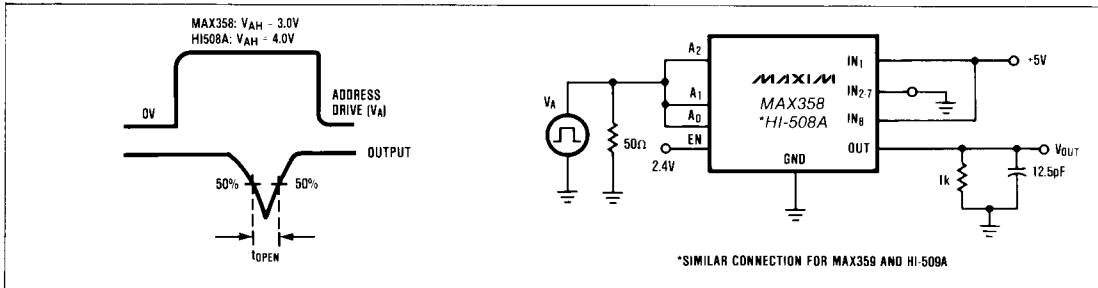 MAX358: VAH - 3.0V
HI508A: VAH - 4.0V
0V
ADDRESS
DRIVE (VA)
OUTPUT
50%
50%
tOPEN
VA
50Ω
2.4V
A2
A1
A0
EN
MAXIM
MAX358
*HI-508A
GND
IN1
IN2-7
IN8
OUT
+5V
VOUT
1k
12.5pF
*SIMILAR CONNECTION FOR MAX359 AND HI-509A